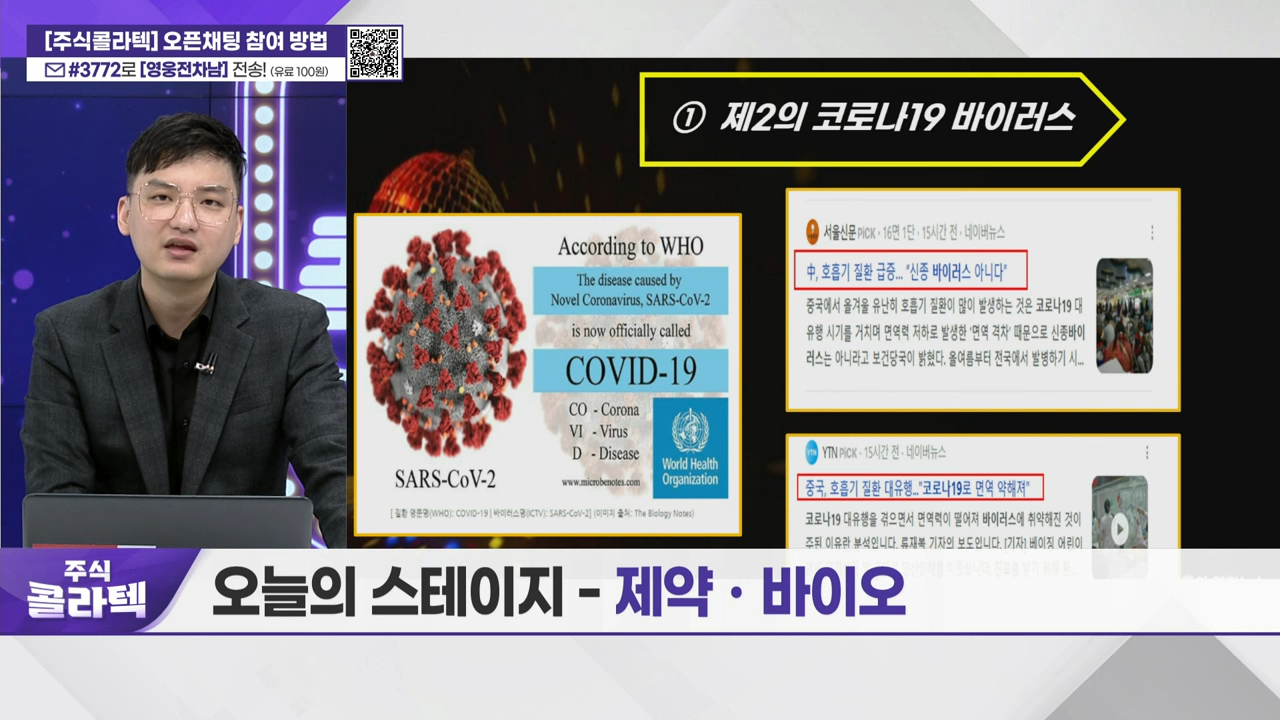 [주식콜라텍] 오픈채팅 참여 방법
#3772로 [영웅전차남] 전송! (유료 100원)
① 제2의 코로나19 바이러스
According to WHO
The disease caused by
Novel Coronavirus, SARS-CoV-2
is now officially called
COVID-19
CO - Corona
VI - Virus
D - Disease
www.microbenotes.com
World Health
Organization
SARS-CoV-2
[ 질환 영문명(WHO): COVID-19 | 바이러스명(ICTV): SARS-CoV-2] (이미지 출처: The Biology Notes)
서울신문 PiCK · 16면 1단 · 15시간 전 · 네이버뉴스
中, 호흡기 질환 급증... "신종 바이러스 아니다"
중국에서 올겨울 유난히 호흡기 질환이 많이 발생하는 것은 코로나19 대
유행 시기를 거치며 면역력 저하로 발생한 '면역 격차' 때문으로 신종바이
러스는 아니라고 보건당국이 밝혔다. 올여름부터 전국에서 발병하기 시...
YTN PiCK · 15시간 전 · 네이버뉴스
중국, 호흡기 질환 대유행..."코로나19로 면역 약해져"
코로나19 대유행을 겪으면서 면역력이 떨어져 바이러스에 취약해진 것이
주된 이유란 분석입니다. 류재복 기자의 보도입니다. [기자] 베이징 어린이
주식
콜라텍
오늘의 스테이지 - 제약 · 바이오